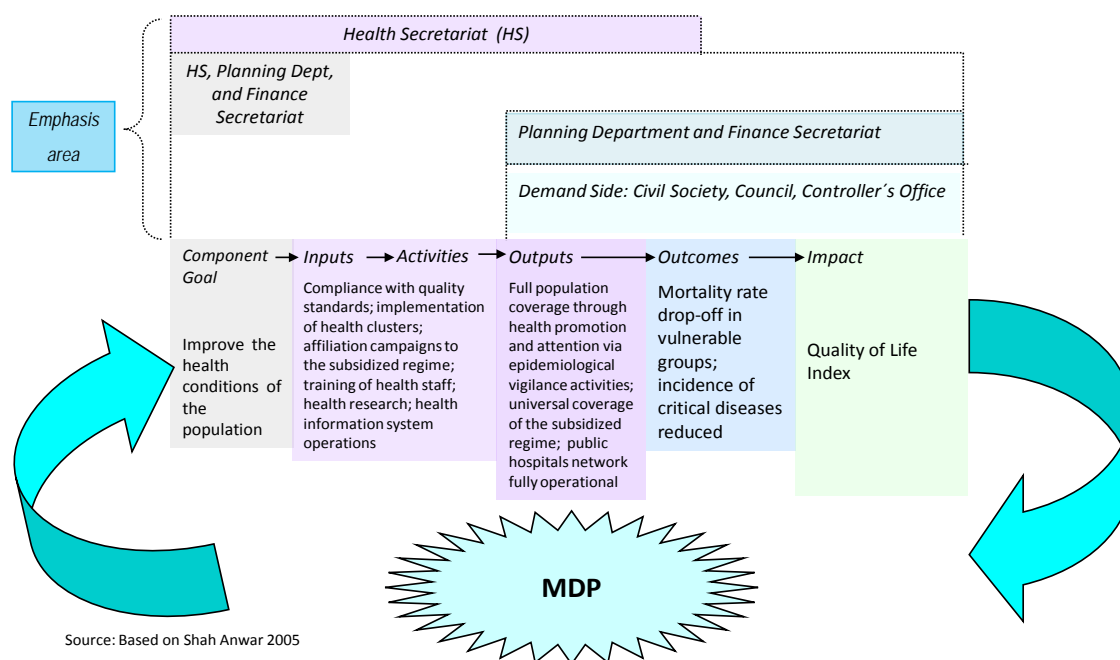 Health Secretariat (HS)
HS, Planning Dept,
and Finance
Secretariat
Emphasis
area
Planning Department and Finance Secretariat
Demand Side: Civil Society, Council, Controller´s Office
Component
Goal
Improve the
health
conditions of
the
population
Inputs
Activities
Compliance with quality
standards; implementation
of health clusters;
affiliation campaigns to
the subsidized regime;
training of health staff;
health research; health
information system
operations
Outputs
Full population
coverage through
health promotion
and attention via
epidemiological
vigilance activities;
universal coverage
of the subsidized
regime; public
hospitals network
fully operational
Outcomes
Mortality rate
drop-off in
vulnerable
groups;
incidence of
critical diseases
reduced
Impact
Quality of Life
Index
MDP
Source: Based on Shah Anwar 2005